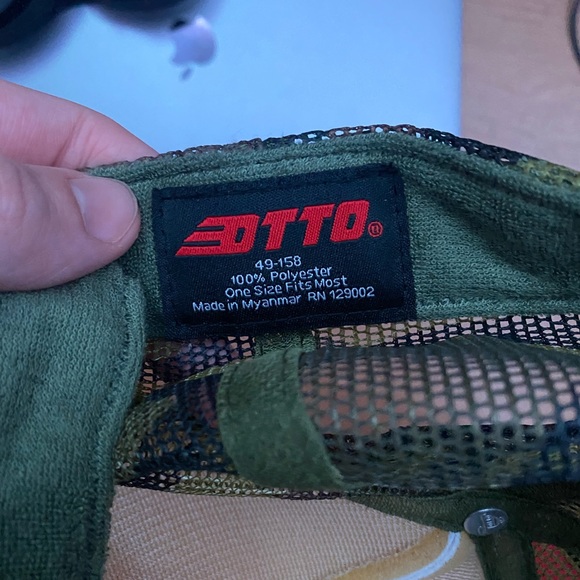 OTTO®
49-158
100% Polyester
One Size Fits Most
Made in Myanmar RN 129002